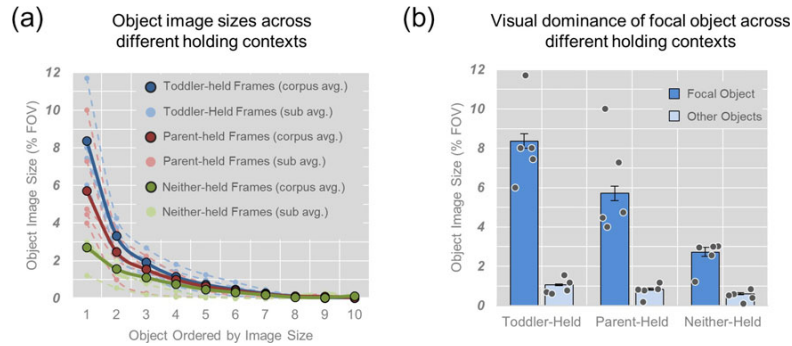 (a)
Object image sizes across
different holding contexts
Object Image Size (% FOV)
12
10
8
6
4
2
0
Toddler-held Frames (corpus avg.)
Toddler-Held Frames (sub avg.)
Parent-held Frames (corpus avg.)
Parent-held Frames (sub avg.)
Neither-held Frames (corpus avg.)
Neither-held Frames (sub avg.)
1 2 3 4 5 6 7 8 9 10
Object Ordered by Image Size
(b)
Visual dominance of focal object across
different holding contexts
Object Image Size (% FOV)
12
10
8
6
4
2
0
Focal Object
Other Objects
Toddler-Held Parent-Held Neither-Held